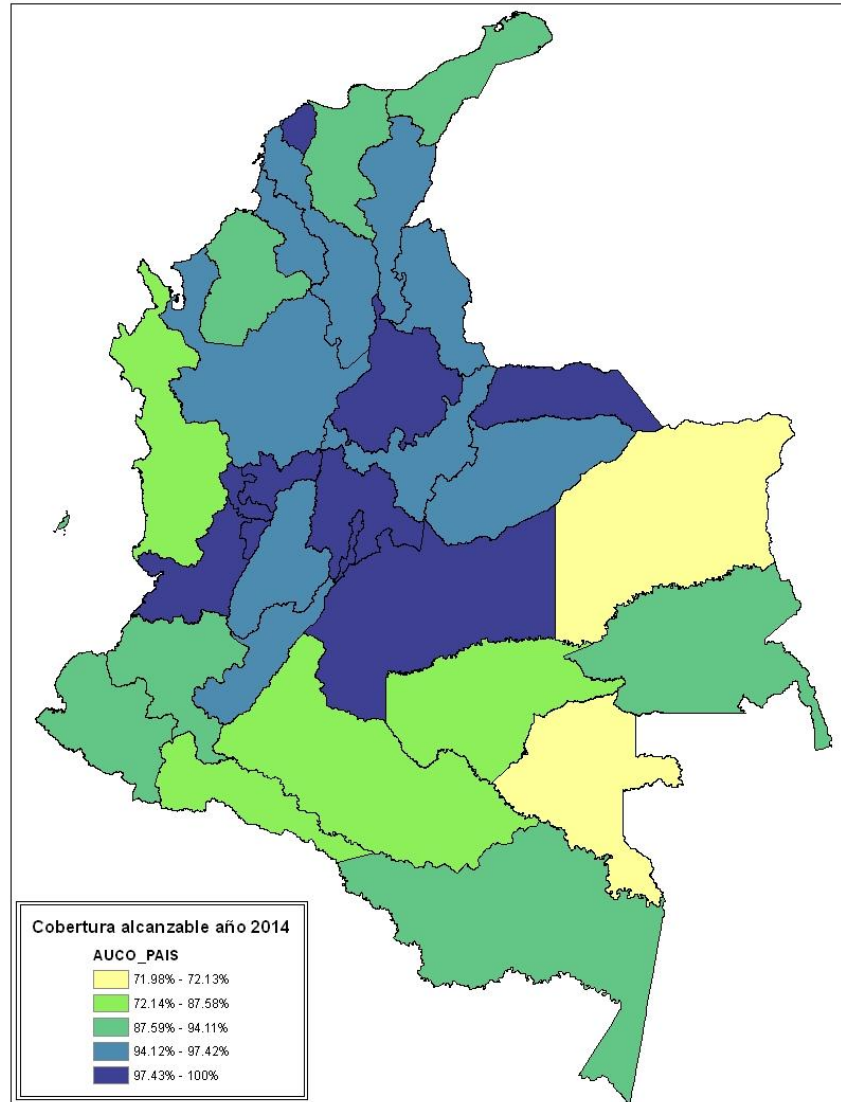 Cobertura alcanzable año 2014
AUCO_PAIS
71.98% - 72.13%
72.14% - 87.58%
87.59% - 94.11%
94.12% - 97.42%
97.43% - 100%